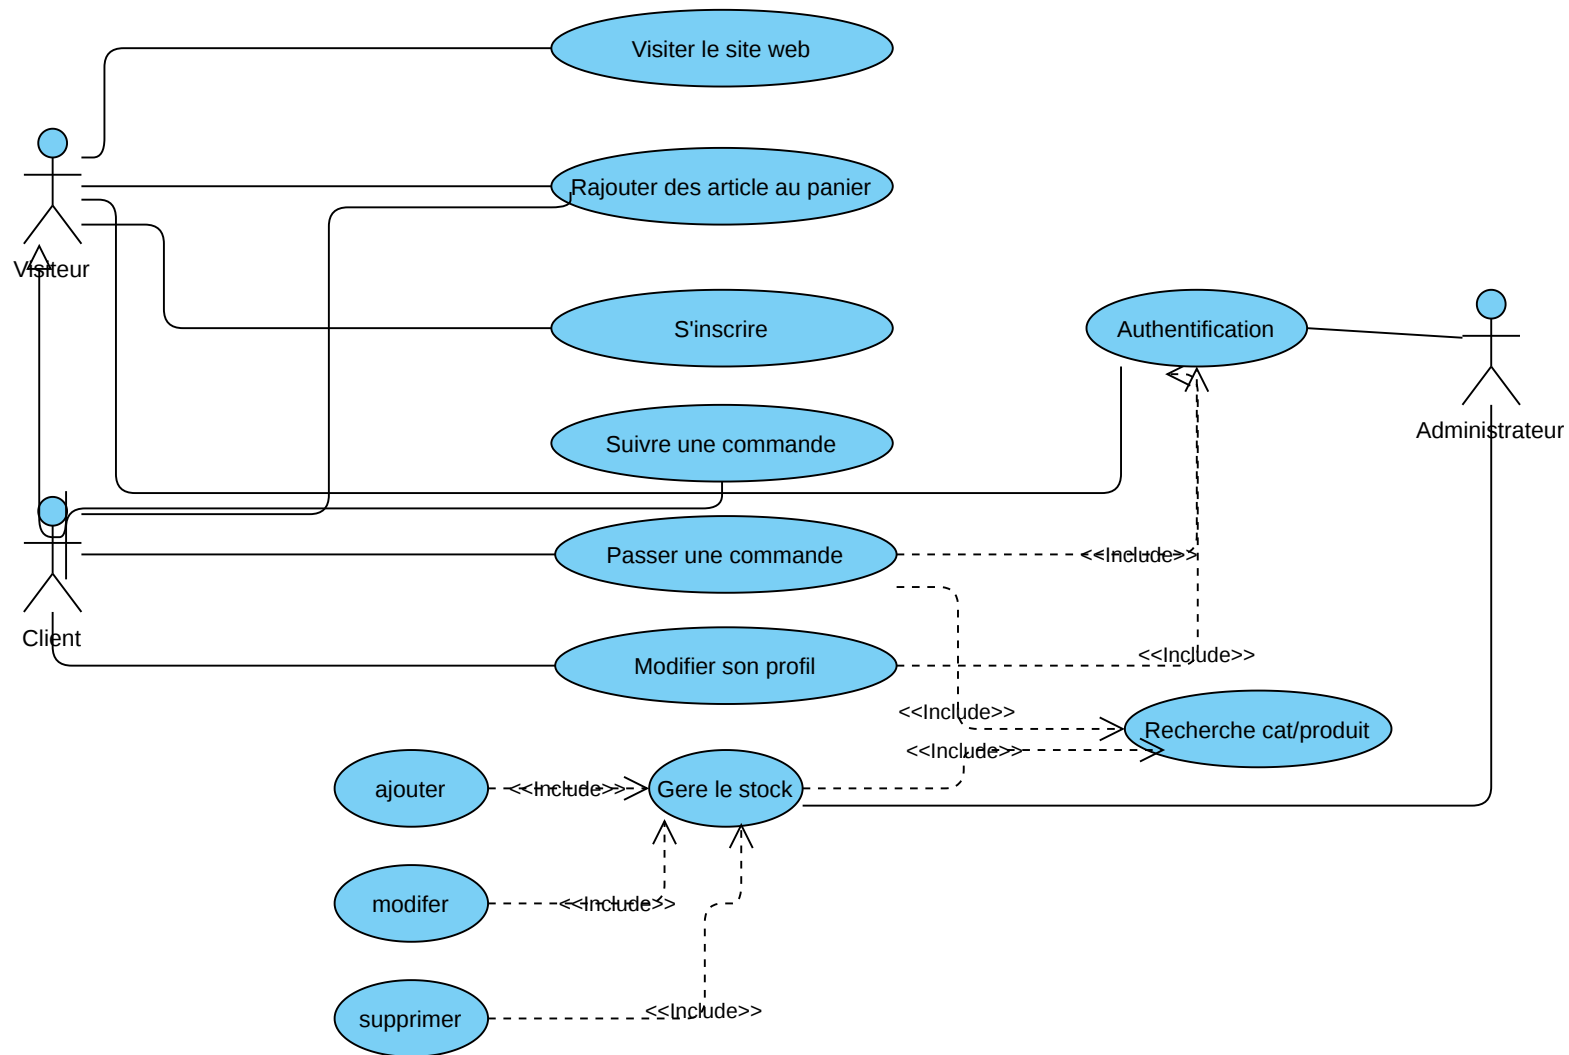 Visiter le site web
Rajouter des article au panier
Visiteur
S'inscrire
Authentification
Administrateur
Suivre une commande
Passer une commande
<<Include>>
Client
Modifier son profil
<<Include>>
<<Include>>
Recherche cat/produit
<<Include>>
ajouter
<<Include>>
Gere le stock
modifer
<<Include>>
supprimer
<<Include>>